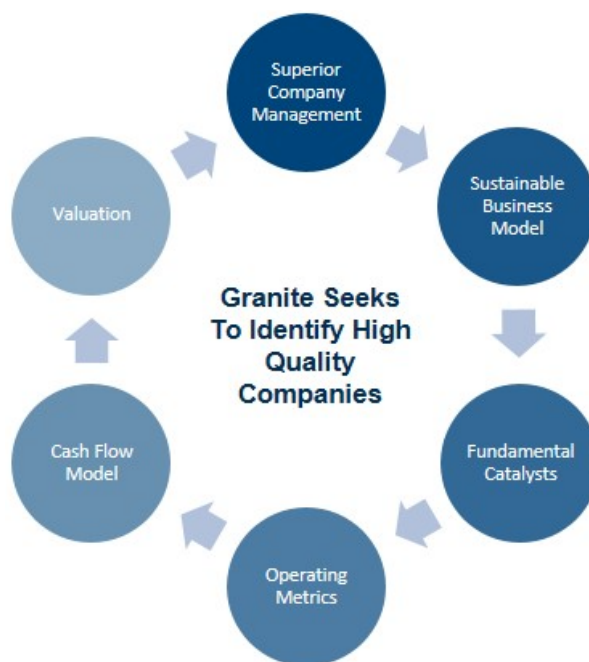 Superior
Company
Management
Sustainable
Business
Model
Fundamental
Catalysts
Operating
Metrics
Cash Flow
Model
Valuation
Granite Seeks
To Identify High
Quality
Companies